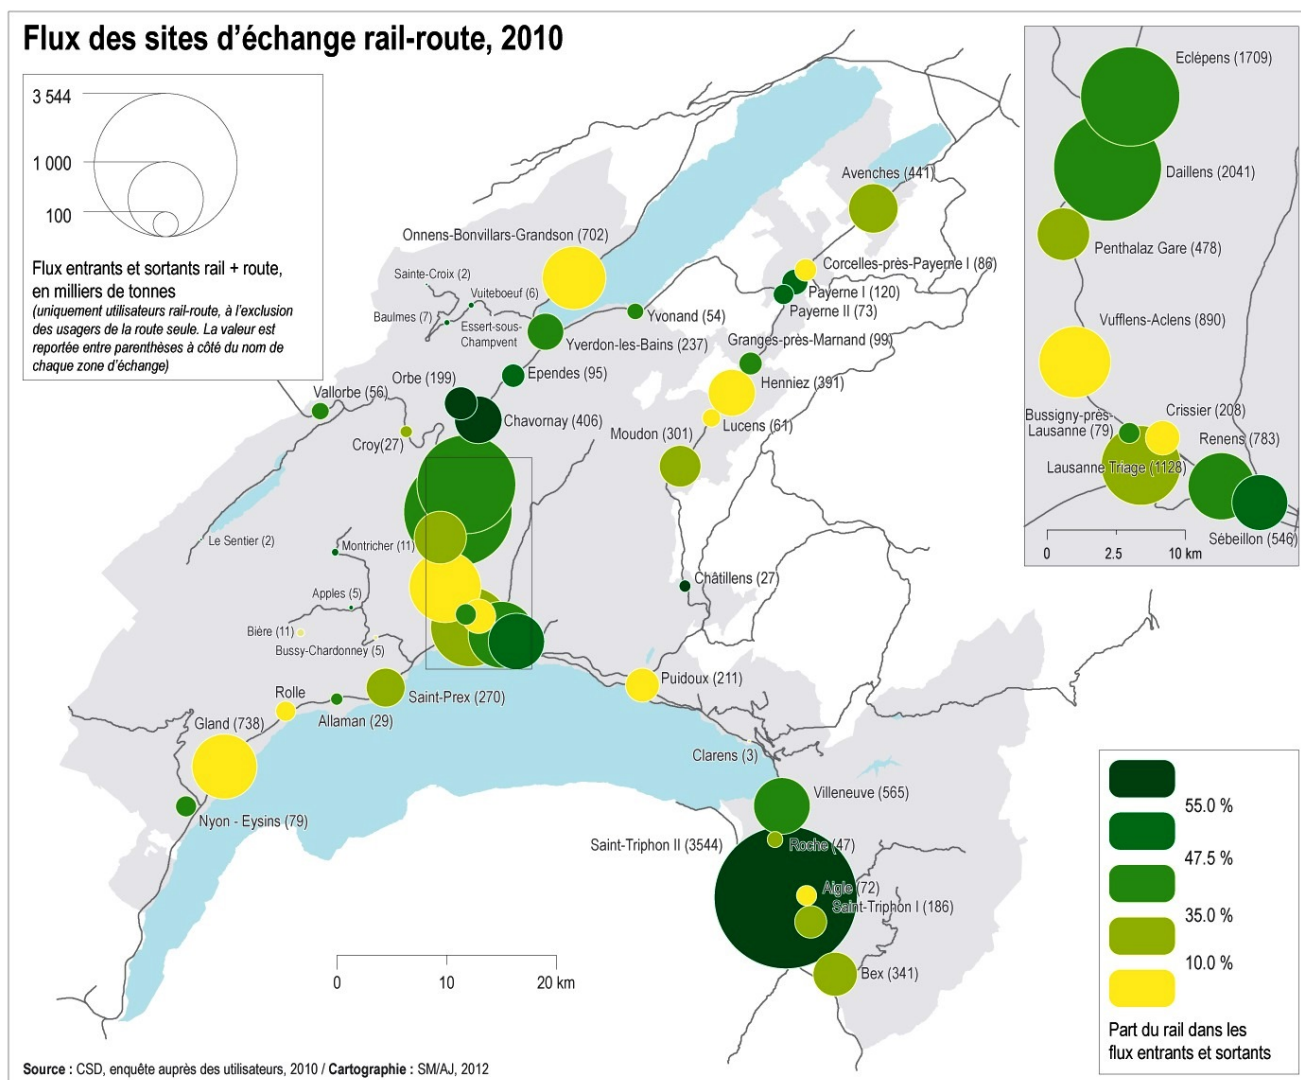 Flux des sites d’échange rail-route, 2010
3 544
1 000
100
Flux entrants et sortants rail + route,
en milliers de tonnes
(uniquement utilisateurs rail-route, à l’exclusion
des usagers de la route seule. La valeur est
reportée entre parenthèses à côté du nom de
chaque zone d’échange)
Eclépens (1709)
Daillens (2041)
Penthalaz Gare (478)
Vufflens-Aclens (890)
Bussigny-près-
Lausanne (79)
Crissier (208)
Renens (783)
Lausanne Triage (1128)
Sébeillon (546)
0 2.5 10 km
Avenches (441)
Onnens-Bonvillars-Grandson (702)
Corcelles-près-Payerne I (86)
Sainte-Croix (2)
Vuiteboeuf (6)
Payerne I (120)
Payerne II (73)
Baulmes (7)
Essert-sous-
Champvent
Yvonand (54)
Yverdon-les-Bains (237)
Granges-près-Marnand (99)
Ependes (95)
Orbe (199)
Henniez (391)
Vallorbe (56)
Chavornay (406)
Lucens (61)
Croy(27)
Moudon (301)
Le Sentier (2)
Montricher (11)
Châtillens (27)
Apples (5)
Bière (11)
Bussy-Chardonney (5)
Puidoux (211)
Rolle
Saint-Prex (270)
Allaman (29)
Gland (738)
Clarens (3)
Nyon - Eysins (79)
Villeneuve (565)
Saint-Triphon II (3544)
Roche (47)
Aigle (72)
Saint-Triphon I (186)
Bex (341)
0 10 20 km
55.0 %
47.5 %
35.0 %
10.0 %
Part du rail dans les
flux entrants et sortants
Source : CSD, enquête auprès des utilisateurs, 2010 / Cartographie : SM/AJ, 2012